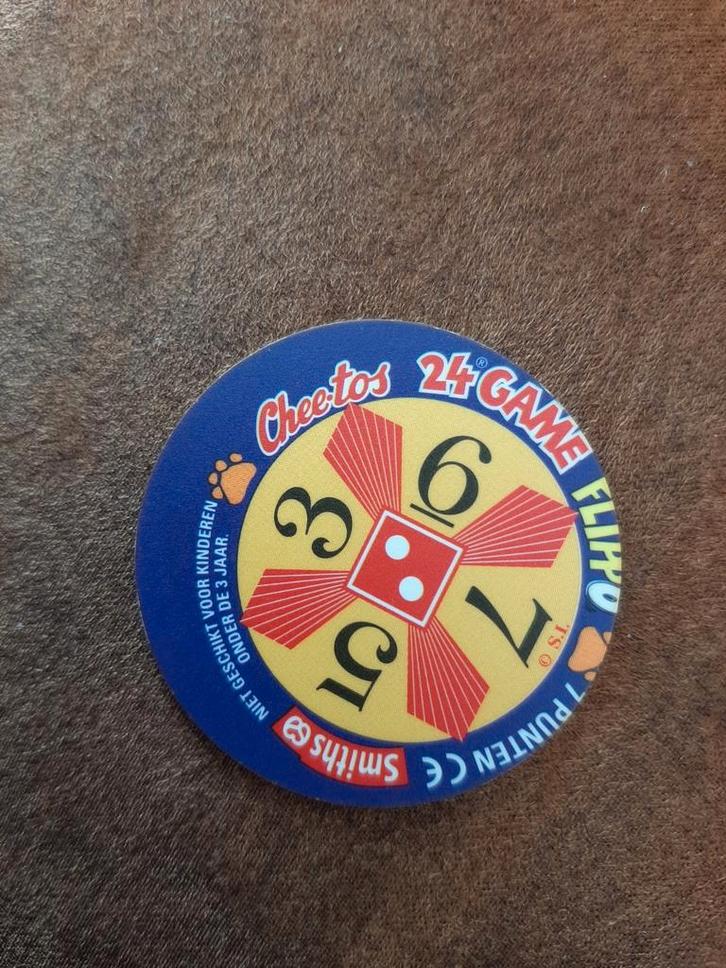 Chee·tos
24® GAME
FLIPPO
7 PUNTEN CE
Smiths
NIET GESCHIKT VOOR KINDEREN
ONDER DE 3 JAAR.
3
6
7
5
© S.I.